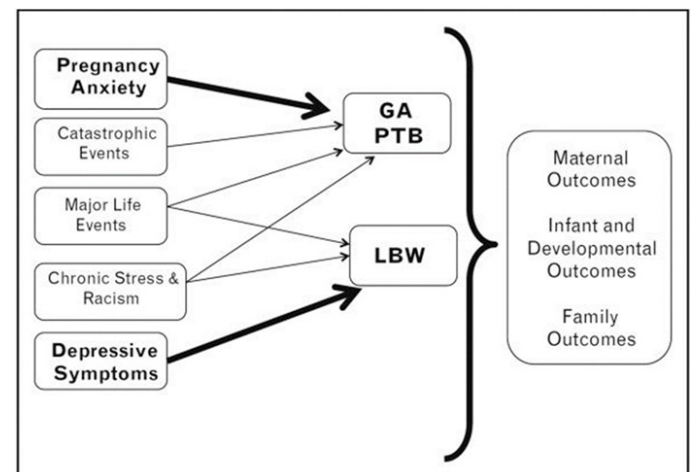 Pregnancy
Anxiety
Catastrophic
Events
Major Life
Events
Chronic Stress &
Racism
Depressive
Symptoms
GA
PTB
LBW
Maternal
Outcomes
Infant and
Developmental
Outcomes
Family
Outcomes